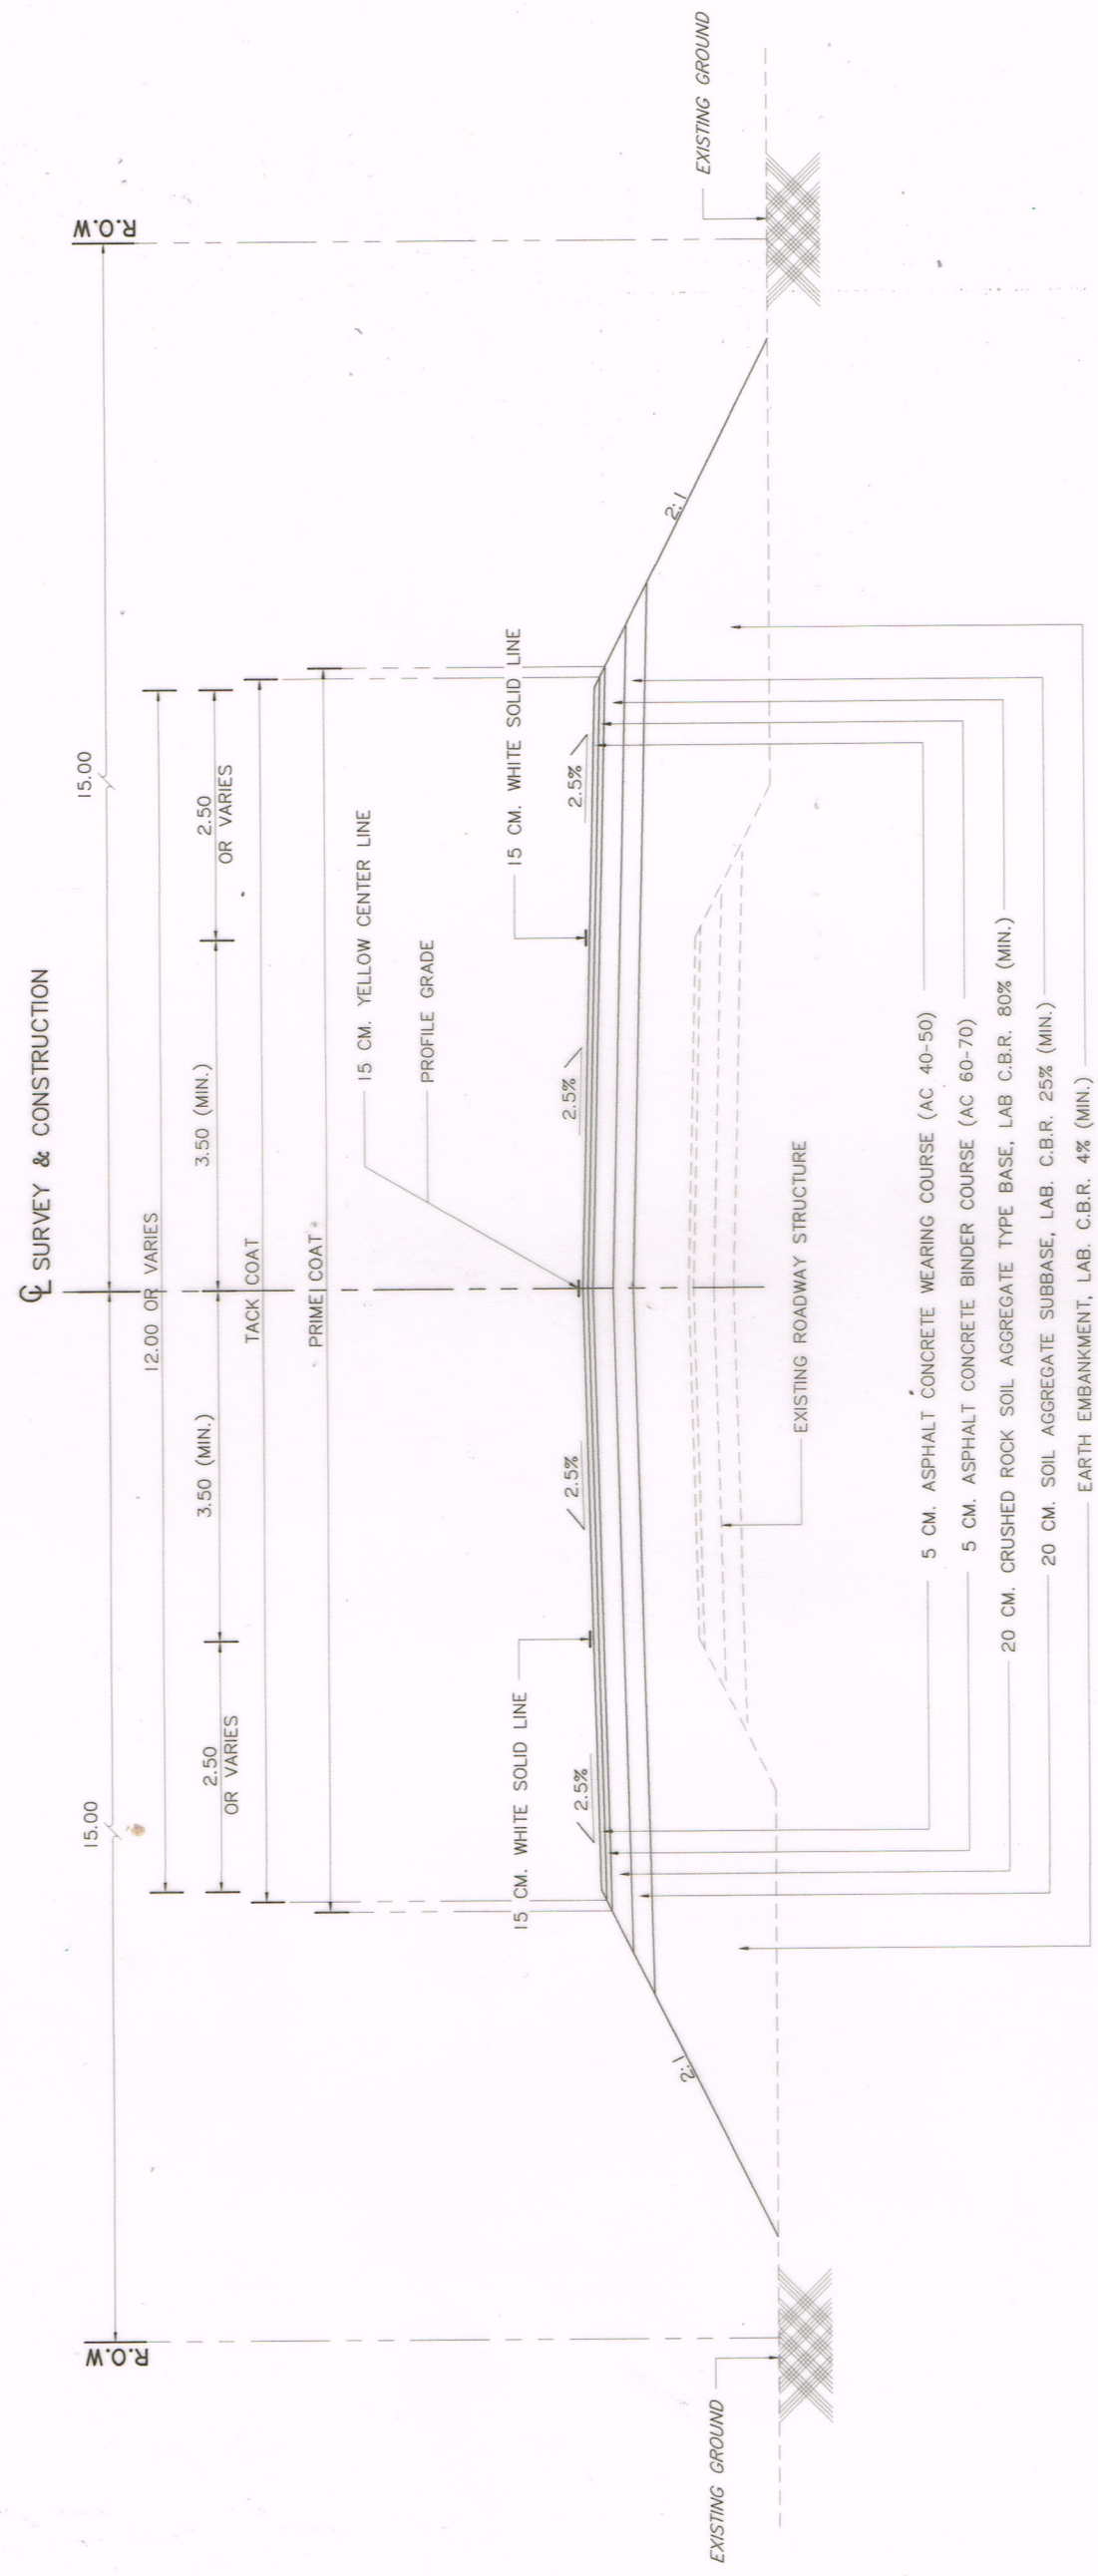 ℄ SURVEY & CONSTRUCTION
R.O.W
15.00
15.00
R.O.W
12.00 OR VARIES
2.50
OR VARIES
3.50 (MIN.)
3.50 (MIN.)
2.50
OR VARIES
TACK COAT
PRIME COAT
15 CM. YELLOW CENTER LINE
PROFILE GRADE
15 CM. WHITE SOLID LINE
15 CM. WHITE SOLID LINE
2.5%
2.5%
2.5%
2.5%
2:1
2:1
EXISTING GROUND
EXISTING GROUND
EXISTING ROADWAY STRUCTURE
5 CM. ASPHALT CONCRETE WEARING COURSE (AC 40-50)
5 CM. ASPHALT CONCRETE BINDER COURSE (AC 60-70)
20 CM. CRUSHED ROCK SOIL AGGREGATE TYPE BASE, LAB C.B.R. 80% (MIN.)
20 CM. SOIL AGGREGATE SUBBASE, LAB. C.B.R. 25% (MIN.)
EARTH EMBANKMENT, LAB. C.B.R. 4% (MIN.)